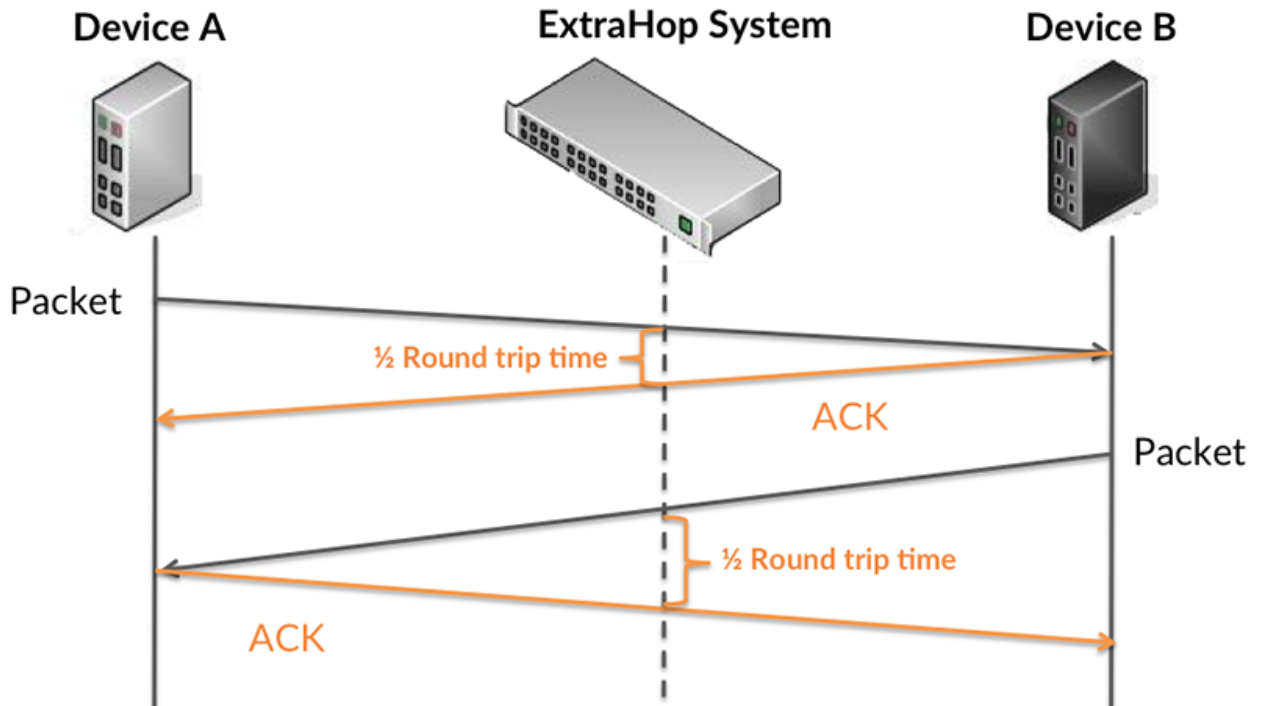 Device A
ExtraHop System
Device B
Packet
½ Round trip time
ACK
Packet
½ Round trip time
ACK